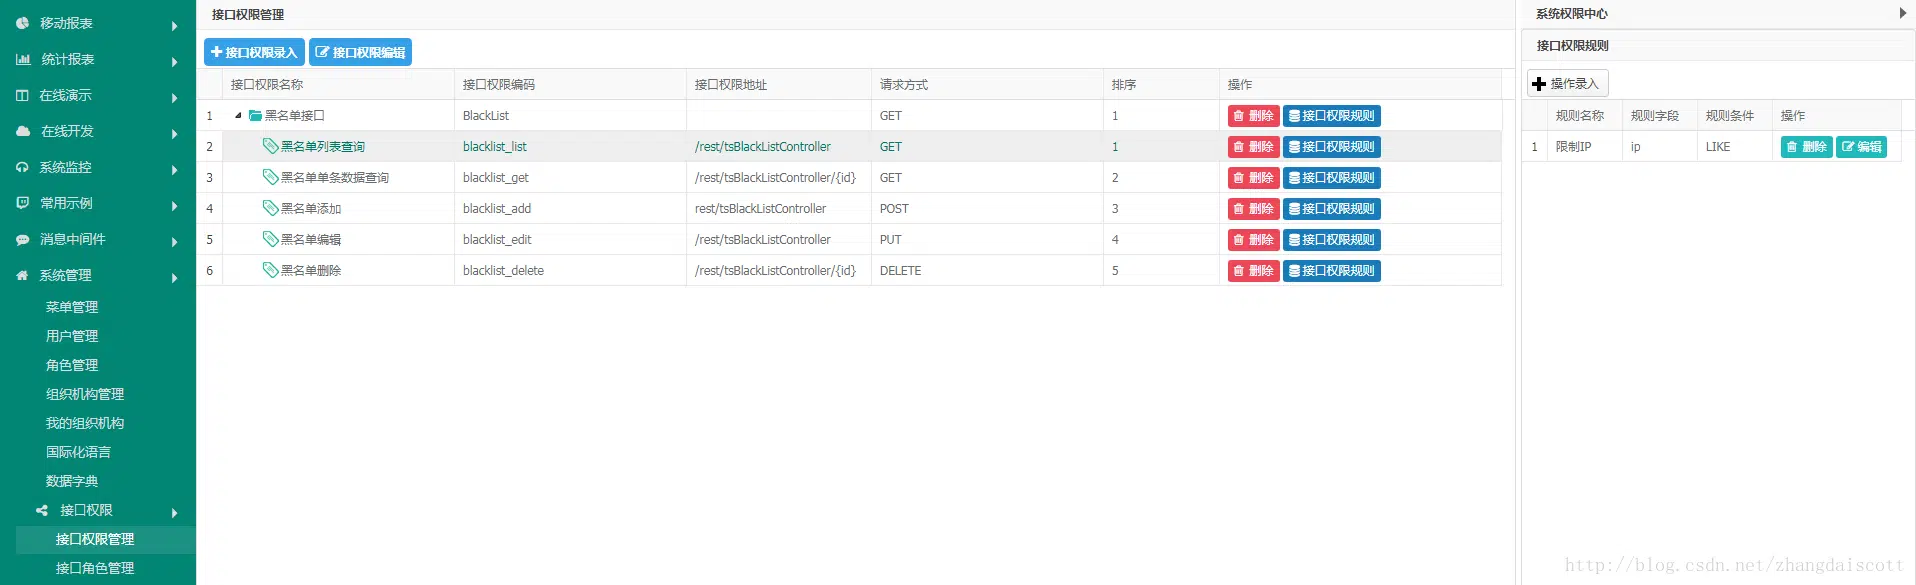 移动报表
统计报表
在线演示
在线开发
系统监控
常用示例
消息中间件
系统管理
菜单管理
用户管理
角色管理
组织机构管理
我的组织机构
国际化语言
数据字典
接口权限
接口权限管理
接口角色管理
接口权限管理
接口权限录入 接口权限编辑
接口权限名称 接口权限编码 接口权限地址 请求方式 排序 操作
1 黑名单接口 BlackList GET 1 删除 接口权限规则
2 黑名单列表查询 blacklist_list /rest/tsBlackListController GET 1 删除 接口权限规则
3 黑名单单条数据查询 blacklist_get /rest/tsBlackListController/{id} GET 2 删除 接口权限规则
4 黑名单添加 blacklist_add rest/tsBlackListController POST 3 删除 接口权限规则
5 黑名单编辑 blacklist_edit /rest/tsBlackListController PUT 4 删除 接口权限规则
6 黑名单删除 blacklist_delete /rest/tsBlackListController/{id} DELETE 5 删除 接口权限规则
系统权限中心
接口权限规则
操作录入
规则名称 规则字段 规则条件 操作
1 限制IP ip LIKE 删除 编辑
http://blog.csdn.net/zhangdaiscott